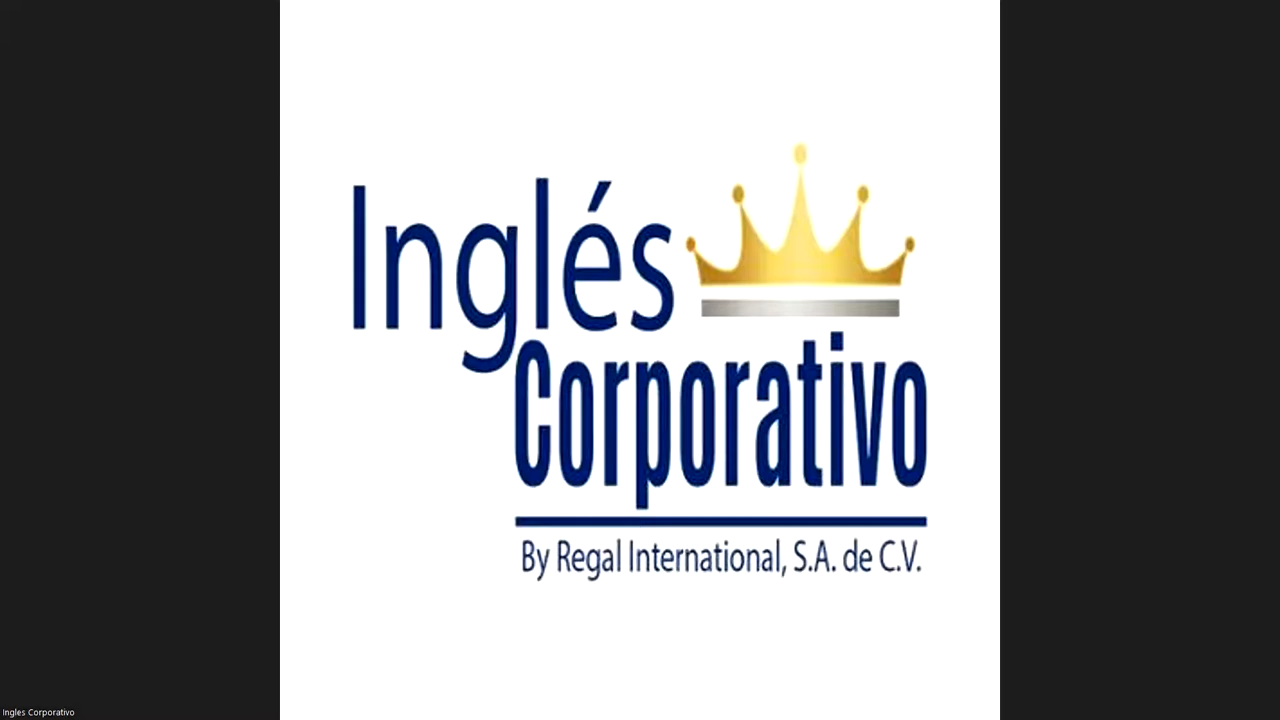 Inglés
Corporativo
By Regal International, S.A. de C.V.
Ingles Corporativo